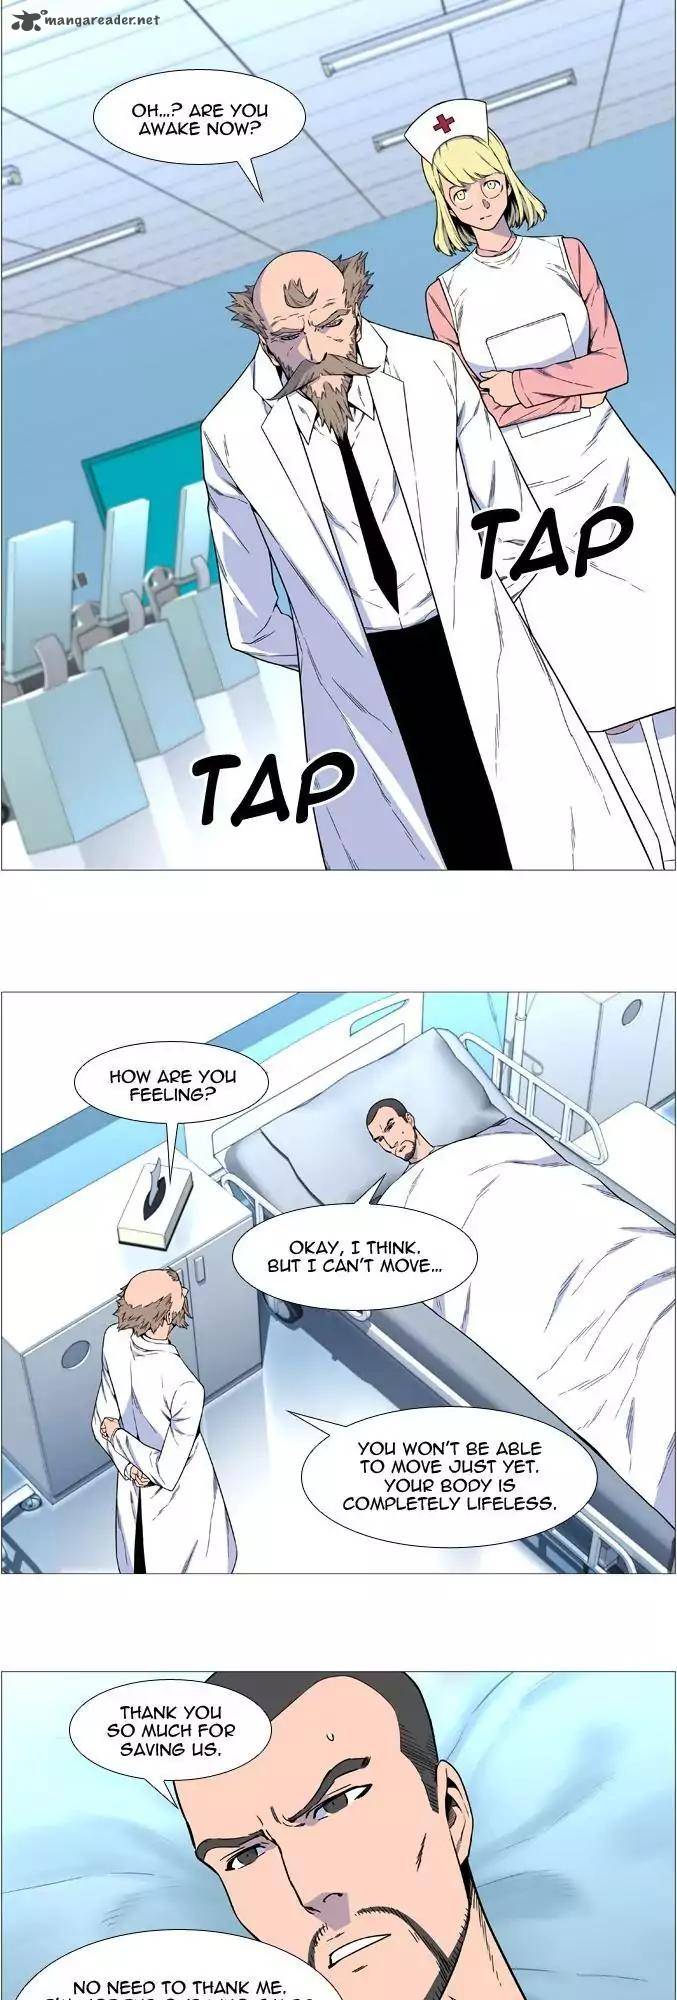 mangareader.net
OH...? ARE YOU
AWAKE NOW?
TAP
TAP
HOW ARE YOU
FEELING?
OKAY, I THINK.
BUT I CAN'T MOVE...
YOU WON'T BE ABLE
TO MOVE JUST YET.
YOUR BODY IS
COMPLETELY LIFELESS.
THANK YOU
SO MUCH FOR
SAVING US.
NO NEED TO THANK ME.